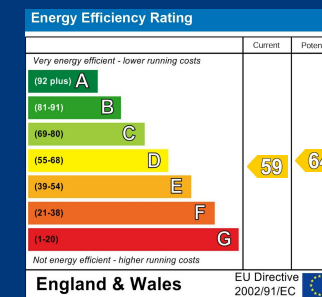 Energy Efficiency Rating
Current
Very energy efficient - lower running costs
(92 plus) A
(81-91) B
(69-80) C
(55-68) D
59
(39-54) E
(21-38) F
(1-20) G
Not energy efficient - higher running costs
England & Wales
EU Directive
2002/91/EC